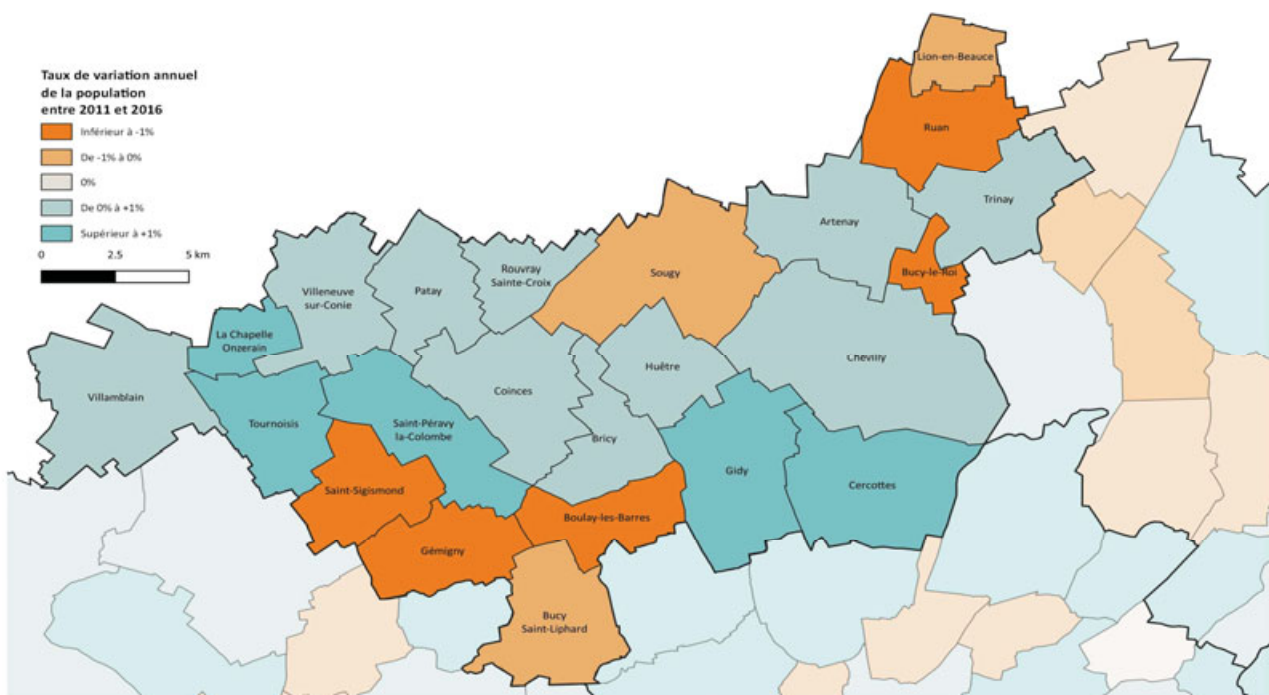 Taux de variation annuel
de la population
entre 2011 et 2016
Inférieur à -1%
De -1% à 0%
0%
De 0% à +1%
Supérieur à +1%
0 2.5 5 km
Lion-en-Beauce
Ruan
Trinay
Artenay
Bucy-le-Roi
Sougy
Rouvray
Sainte-Croix
Patay
Villeneuve
sur-Conie
La Chapelle
Onzerain
Villamblain
Tournoisis
Saint-Péravy
la-Colombe
Coinces
Huêtre
Chevilly
Bricy
Gidy
Cercottes
Saint-Sigismond
Boulay-les-Barres
Gémigny
Bucy
Saint-Liphard